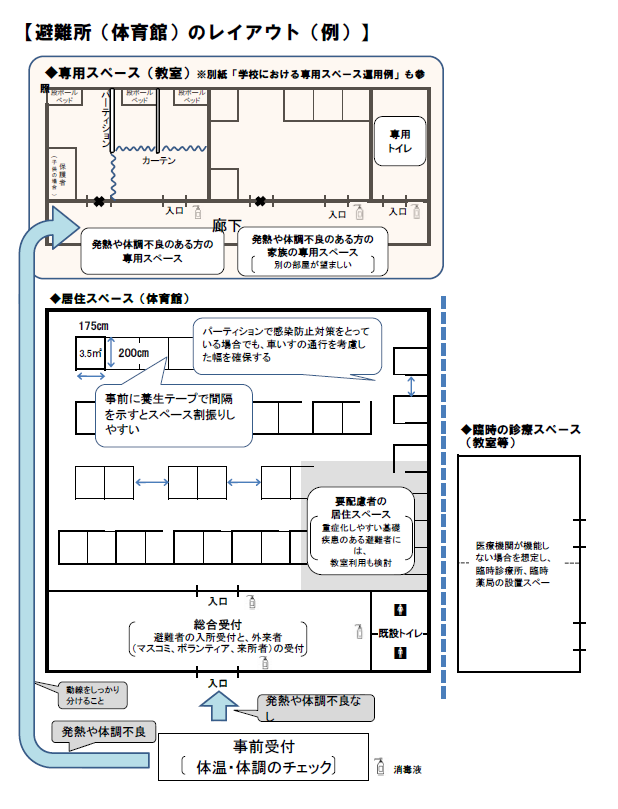 【避難所（体育館）のレイアウト（例）】
◆専用スペース（教室）※別紙「学校における専用スペース運用例」も参
照
段ボール
ベッド
パーティション
段ボール
ベッド
段ボール
ベッド
カーテン
保護者
（子供の場合）
専用
トイレ
入口
入口
入口
廊下
発熱や体調不良のある方の
専用スペース
発熱や体調不良のある方の
家族の専用スペース
別の部屋が望ましい
◆居住スペース（体育館）
175cm
3.5㎡
200cm
パーティションで感染防止対策をとって
いる場合でも、車いすの通行を考慮し
た幅を確保する
事前に養生テープで間隔
を示すとスペース割振りし
やすい
要配慮者の
居住スペース
重症化しやすい基礎
疾患のある避難者に
は、
教室利用も検討
◆臨時の診療スペース
（教室等）
医療機関が機能し
ない場合を想定し、
臨時診療所、臨時
薬局の設置スペー
入口
総合受付
避難者の入所受付と、外来者
（マスコミ、ボランティア、来所者）の受付
既設トイレ
入口
動線をしっかり
分けること
発熱や体調不良な
し
発熱や体調不良
事前受付
体温・体調のチェック
消毒液